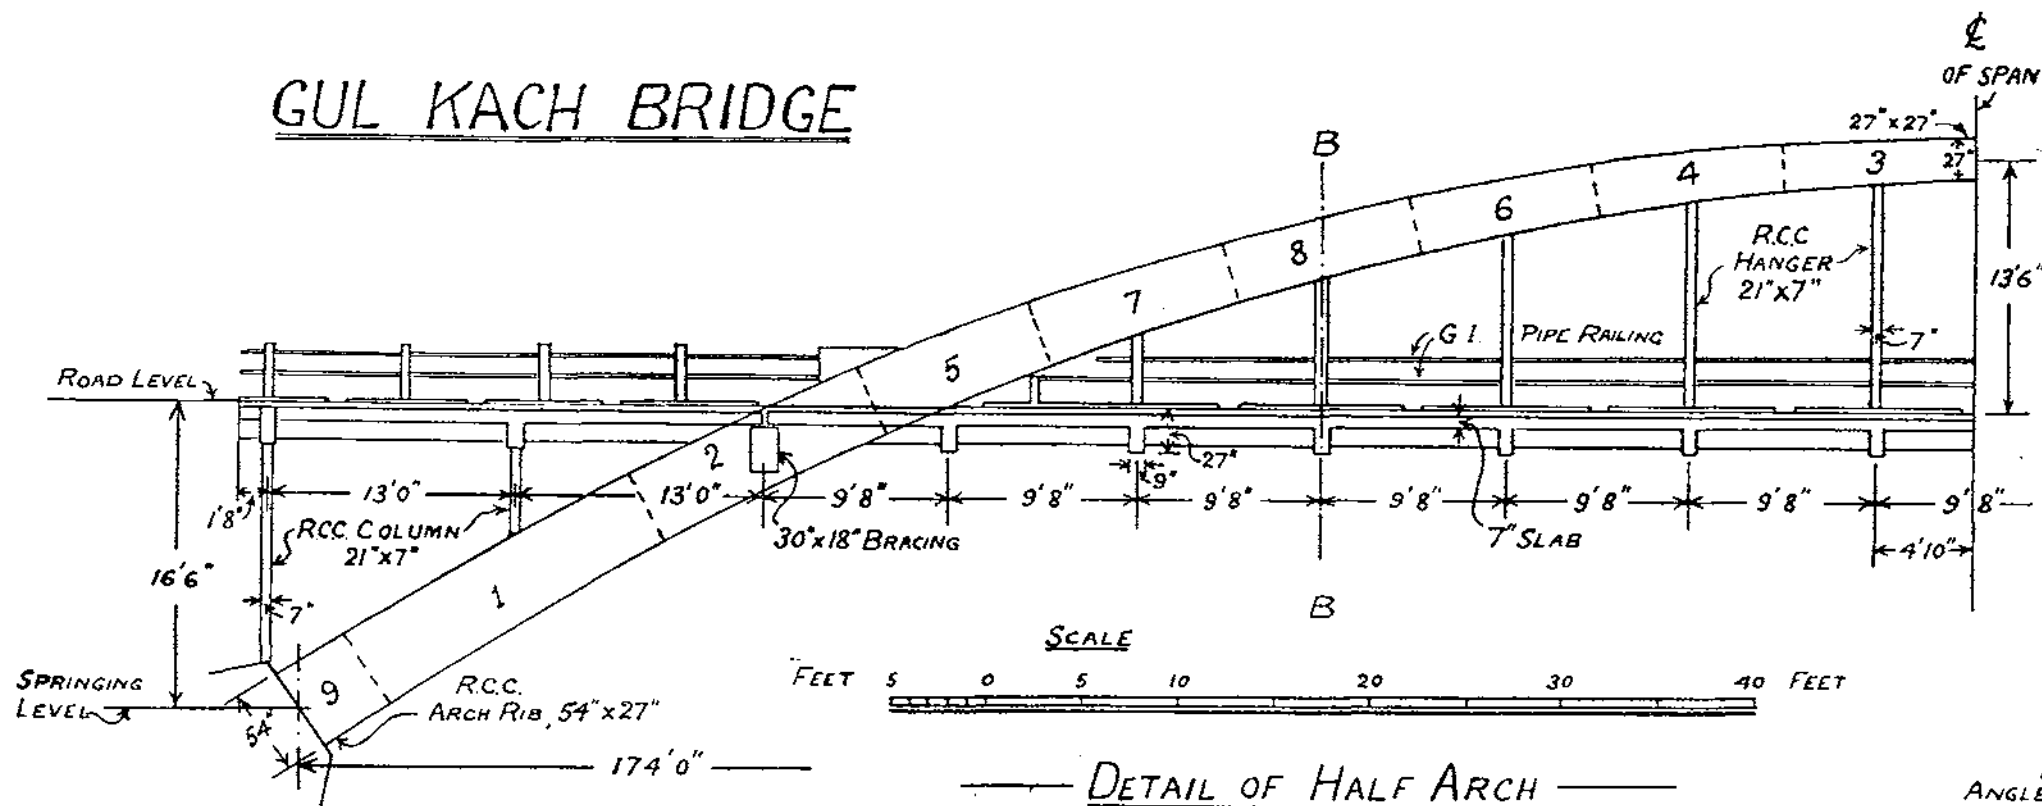 GUL KACH BRIDGE
℄
OF SPAN
27"x27"
27"
B
3
4
6
8
7
5
2
1
9
R.C.C
HANGER
21"x7"
13'6"
7"
G I. PIPE RAILING
ROAD LEVEL
27"
9"
1'8"
13'0"
13'0"
9'8"
9'8"
9'8"
9'8"
9'8"
9'8"
9'8"
4'10"
RCC. COLUMN
21"x7"
30"x18" BRACING
7" SLAB
16'6"
7"
B
SCALE
FEET 5 0 5 10 20 30 40 FEET
SPRINGING
LEVEL
54"
R.C.C.
ARCH RIB, 54"x27"
174'0"
DETAIL OF HALF ARCH
ANGLE